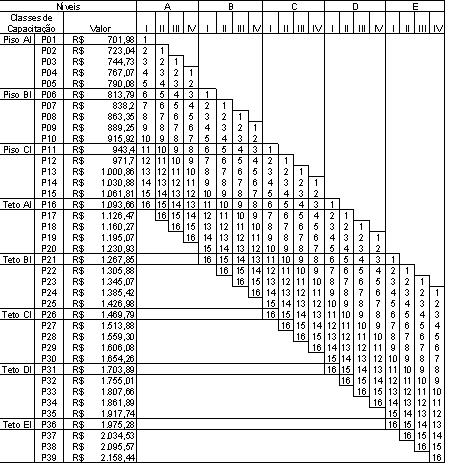 Níveis A B C D E
Classes de
Capacitação Valor I II III IV I II III IV I II III IV I II III IV I II III IV
Piso AI P01 R$ 701,98 1
P02 R$ 723,04 2 1
P03 R$ 744,73 3 2 1
P04 R$ 767,07 4 3 2 1
P05 R$ 790,08 5 4 3 2
Piso BI P06 R$ 813,79 6 5 4 3 1
P07 R$ 838,2 7 6 5 4 2 1
P08 R$ 863,35 8 7 6 5 3 2 1
P09 R$ 889,25 9 8 7 6 4 3 2 1
P10 R$ 915,92 10 9 8 7 5 4 3 2
Piso CI P11 R$ 943,4 11 10 9 8 6 5 4 3 1
P12 R$ 971,7 12 11 10 9 7 6 5 4 2 1
P13 R$ 1.000,86 13 12 11 10 8 7 6 5 3 2 1
P14 R$ 1.030,88 14 13 12 11 9 8 7 6 4 3 2 1
P15 R$ 1.061,81 15 14 13 12 10 9 8 7 5 4 3 2
Teto AI P16 R$ 1.093,66 16 15 14 13 11 10 9 8 6 5 4 3 1
P17 R$ 1.126,47 16 15 14 12 11 10 9 7 6 5 4 2 1
P18 R$ 1.160,27 16 15 13 12 11 10 8 7 6 5 3 2 1
P19 R$ 1.195,07 16 14 13 12 11 9 8 7 6 4 3 2 1
P20 R$ 1.230,93 15 14 13 12 10 9 8 7 5 4 3 2
Teto BI P21 R$ 1.267,85 16 15 14 13 11 10 9 8 6 5 4 3 1
P22 R$ 1.305,88 16 15 14 12 11 10 9 7 6 5 4 2 1
P23 R$ 1.345,07 16 15 13 12 11 10 8 7 6 5 3 2 1
P24 R$ 1.385,42 16 14 13 12 11 9 8 7 6 4 3 2 1
P25 R$ 1.426,98 15 14 13 12 10 9 8 7 5 4 3 2
Teto CI P26 R$ 1.469,79 16 15 14 13 11 10 9 8 6 5 4 3
P27 R$ 1.513,88 16 15 14 12 11 10 9 7 6 5 4
P28 R$ 1.559,30 16 15 13 12 11 10 8 7 6 5
P29 R$ 1.606,08 16 14 13 12 11 9 8 7 6
P30 R$ 1.654,26 15 14 13 12 10 9 8 7
Teto DI P31 R$ 1.703,89 16 15 14 13 11 10 9 8
P32 R$ 1.755,01 16 15 14 12 11 10 9
P33 R$ 1.807,66 16 15 13 12 11 10
P34 R$ 1.861,89 16 14 13 12 11
P35 R$ 1.917,74 15 14 13 12
Teto EI P36 R$ 1.975,28 16 15 14 13
P37 R$ 2.034,53 16 15 14
P38 R$ 2.095,57 16 15
P39 R$ 2.158,44 16